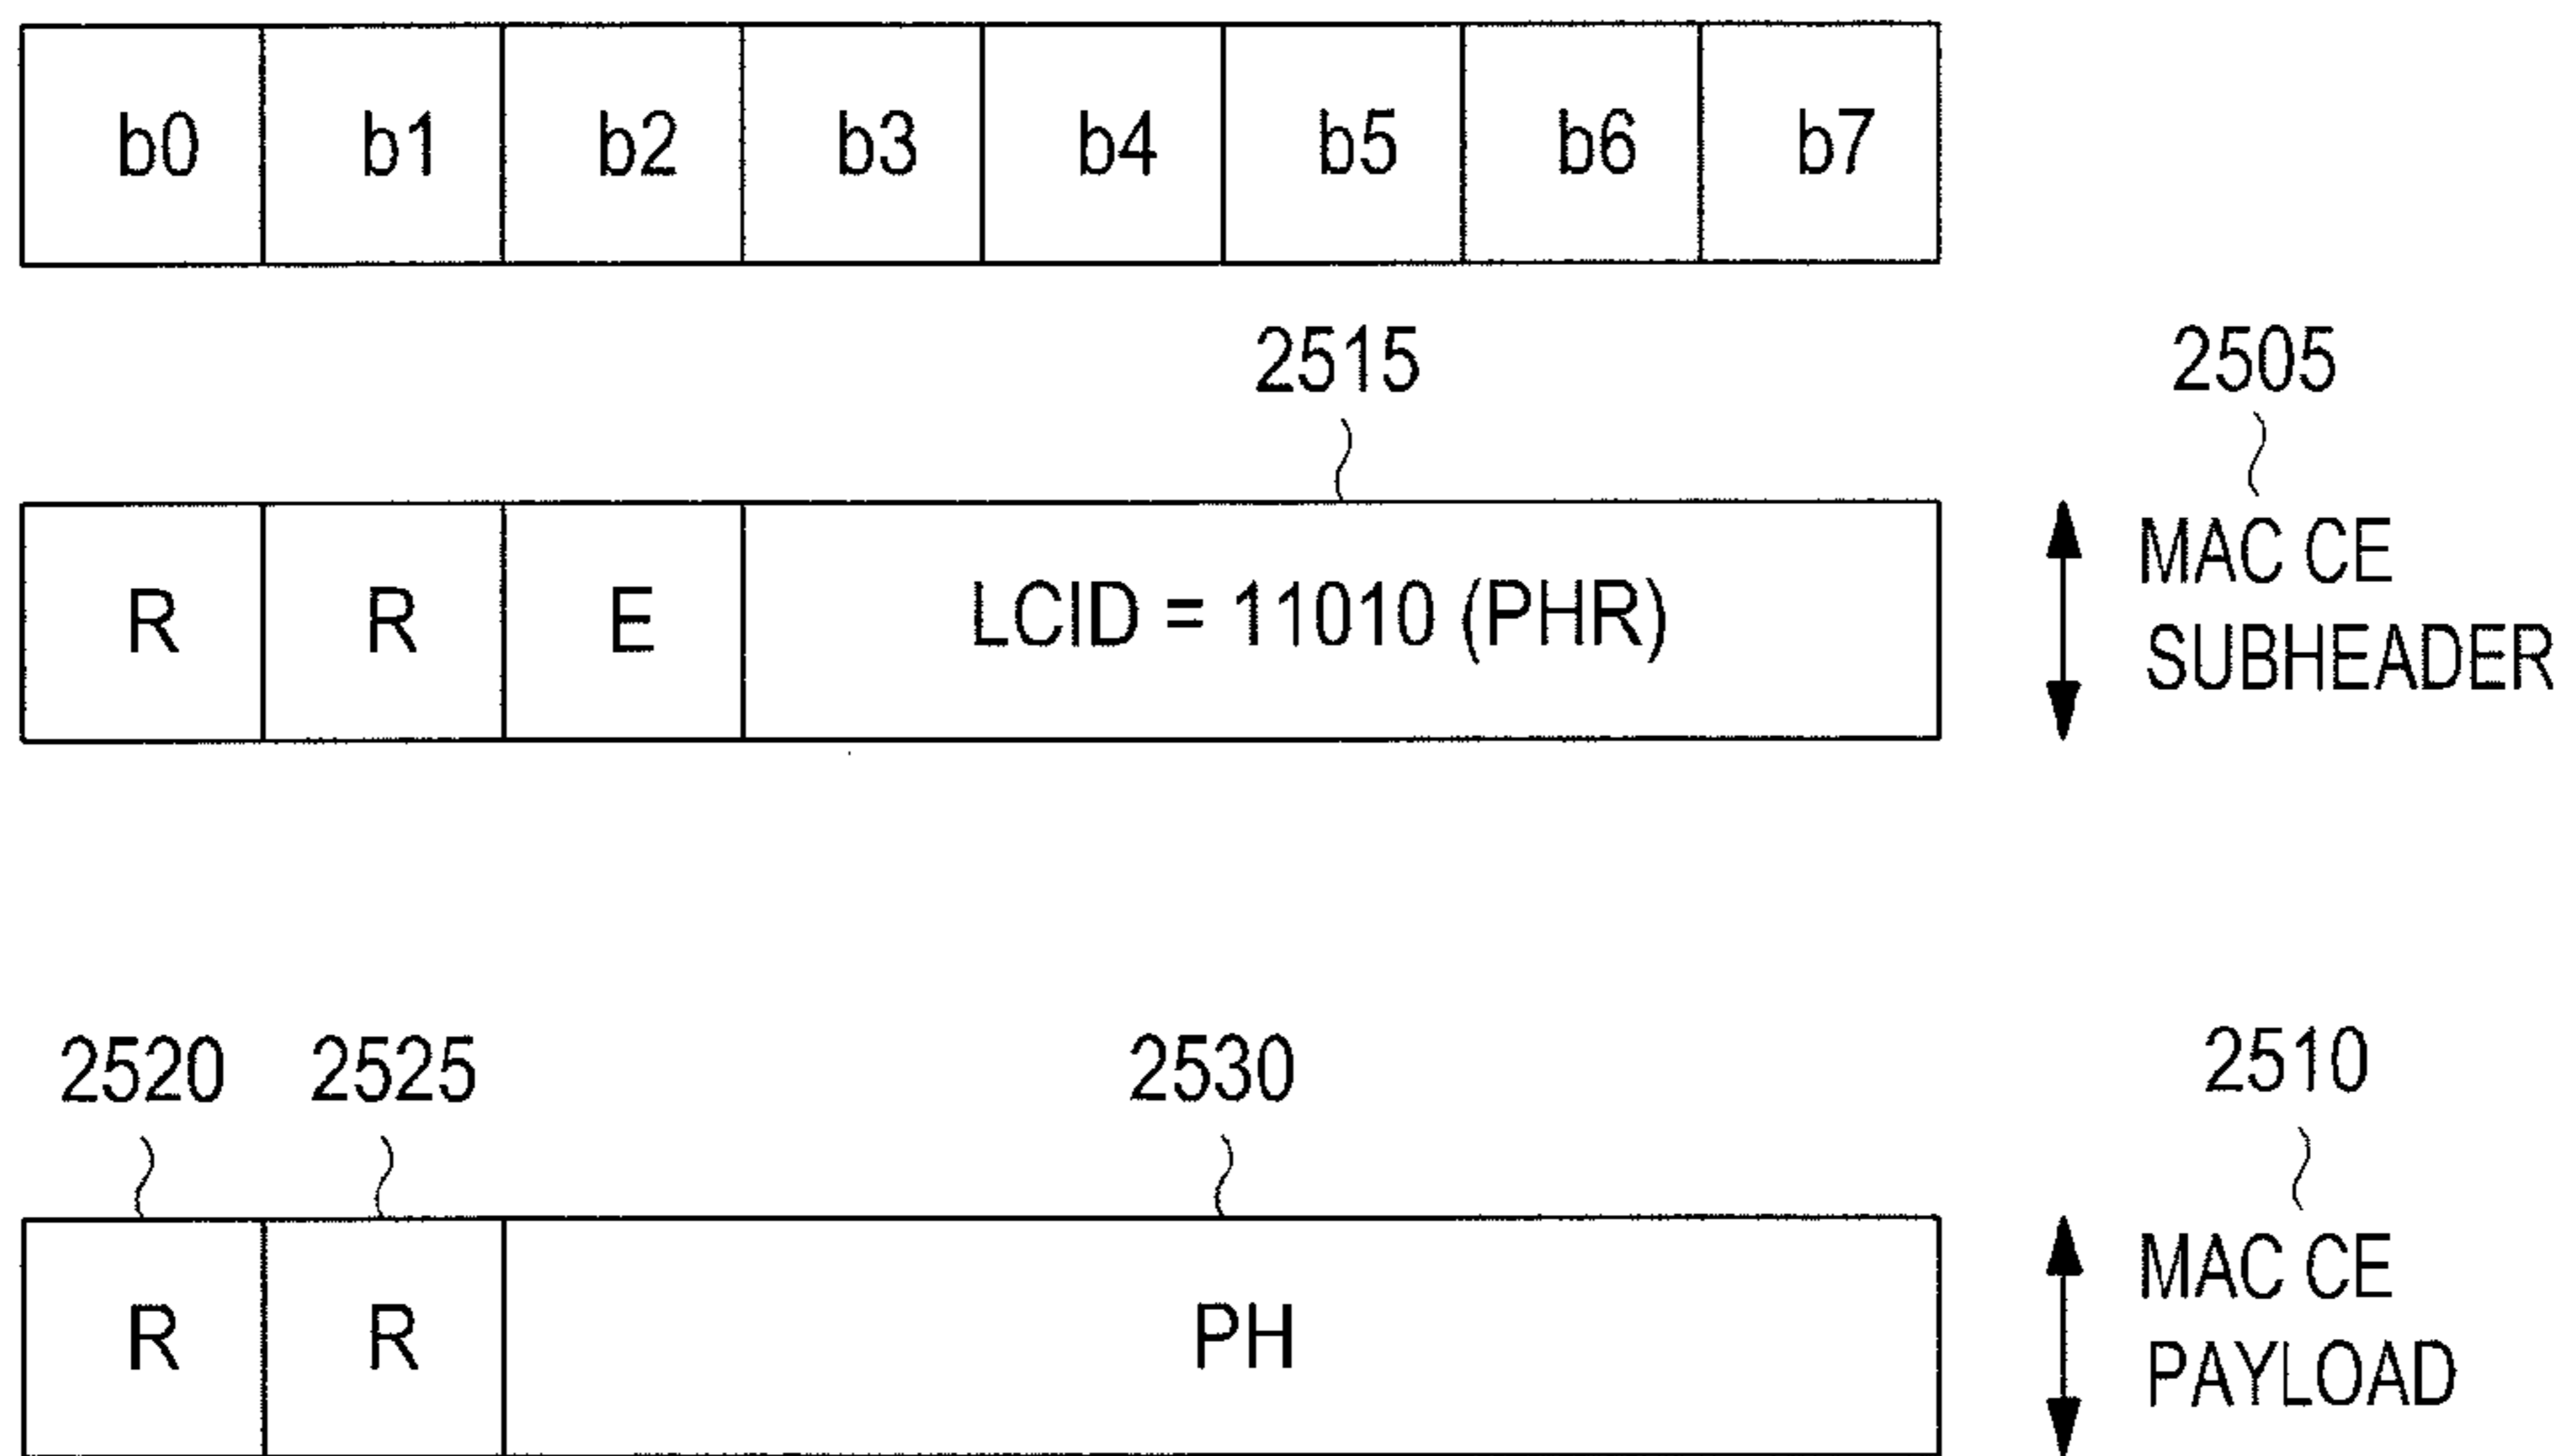 b0 b1 b2 b3 b4 b5 b6 b7
2515 2505
R R E LCID = 11010 (PHR)
MAC CE
SUBHEADER
2520 2525 2530 2510
R R PH
MAC CE
PAYLOAD